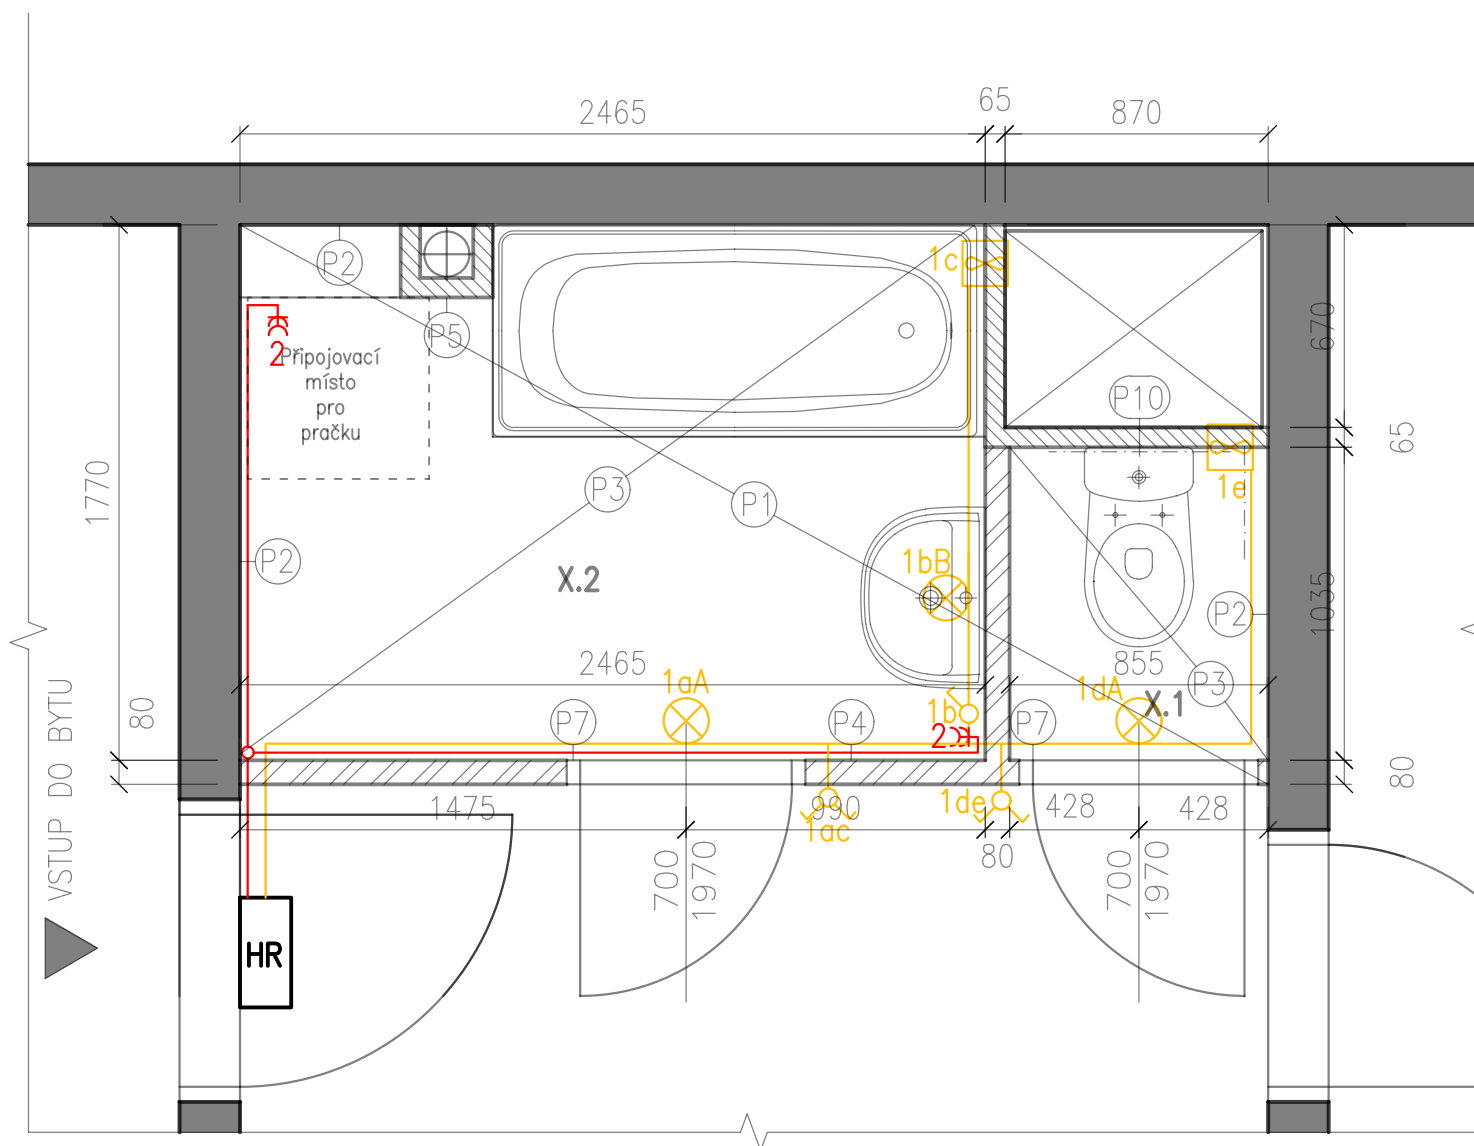 2465
65
870
1c
P2
P5
2
Připojovací
místo
pro
pračku
P10
670
65
1770
P3
P1
1e
P2
X.2
1bB
P2
1035
2465
855
1aA
1dA
P3
X.1
80
VSTUP DO BYTU
P7
P4
1b
2
P7
80
1475
990
1ac
1de
428
428
80
700
1970
700
1970
HR